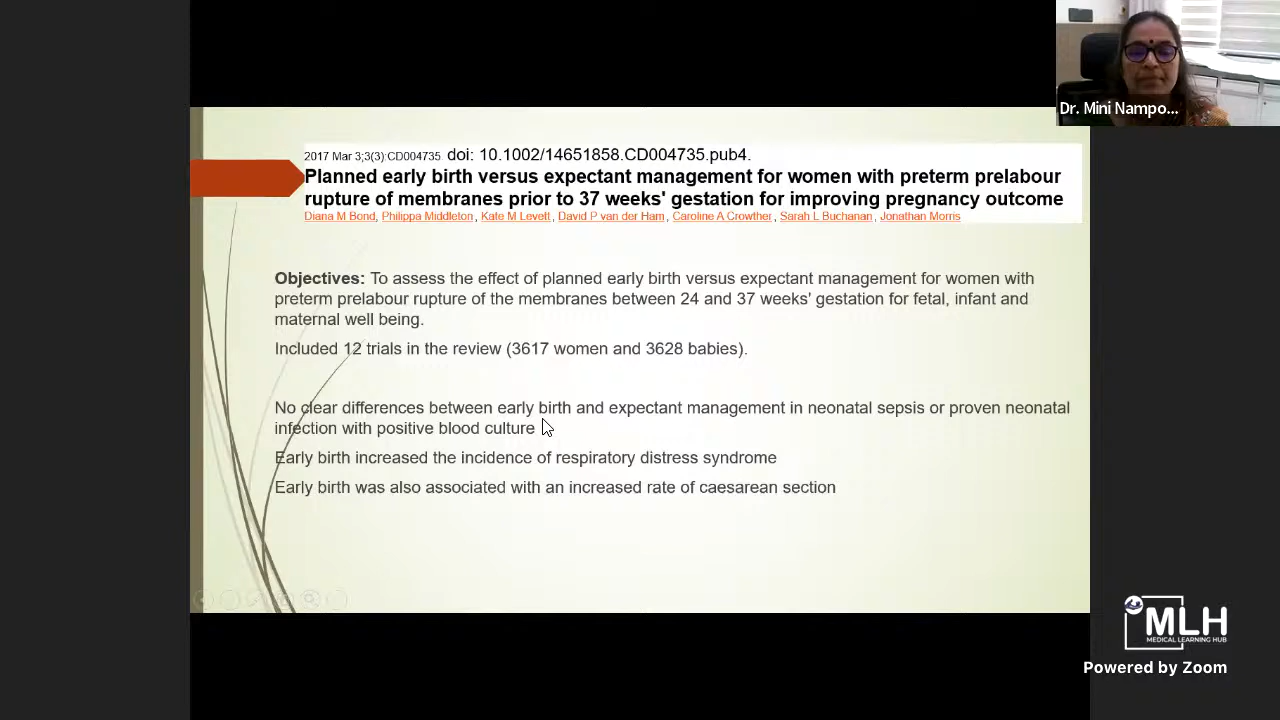 Dr. Mini Nampo...
2017 Mar 3;3(3):CD004735. doi: 10.1002/14651858.CD004735.pub4.
Planned early birth versus expectant management for women with preterm prelabour
rupture of membranes prior to 37 weeks' gestation for improving pregnancy outcome
Diana M Bond, Philippa Middleton, Kate M Levett, David P van der Ham, Caroline A Crowther, Sarah L Buchanan, Jonathan Morris
Objectives: To assess the effect of planned early birth versus expectant management for women with
preterm prelabour rupture of the membranes between 24 and 37 weeks' gestation for fetal, infant and
maternal well being.
Included 12 trials in the review (3617 women and 3628 babies).
No clear differences between early birth and expectant management in neonatal sepsis or proven neonatal
infection with positive blood culture
Early birth increased the incidence of respiratory distress syndrome
Early birth was also associated with an increased rate of caesarean section
MLH
MEDICAL LEARNING HUB
Powered by Zoom